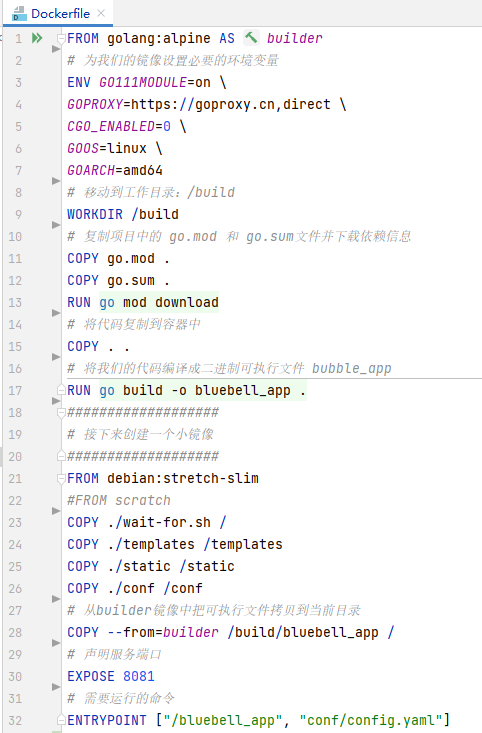 Dockerfile
1 FROM golang:alpine AS builder
2 # 为我们的镜像设置必要的环境变量
3 ENV GO111MODULE=on \
4 GOPROXY=https://goproxy.cn,direct \
5 CGO_ENABLED=0 \
6 GOOS=linux \
7 GOARCH=amd64
8 # 移动到工作目录：/build
9 WORKDIR /build
10 # 复制项目中的 go.mod 和 go.sum文件并下载依赖信息
11 COPY go.mod .
12 COPY go.sum .
13 RUN go mod download
14 # 将代码复制到容器中
15 COPY . .
16 # 将我们的代码编译成二进制可执行文件 bubble_app
17 RUN go build -o bluebell_app .
18 ###################
19 # 接下来创建一个小镜像
20 ###################
21 FROM debian:stretch-slim
22 #FROM scratch
23 COPY ./wait-for.sh /
24 COPY ./templates /templates
25 COPY ./static /static
26 COPY ./conf /conf
27 # 从builder镜像中把可执行文件拷贝到当前目录
28 COPY --from=builder /build/bluebell_app /
29 # 声明服务端口
30 EXPOSE 8081
31 # 需要运行的命令
32 ENTRYPOINT ["/bluebell_app", "conf/config.yaml"]